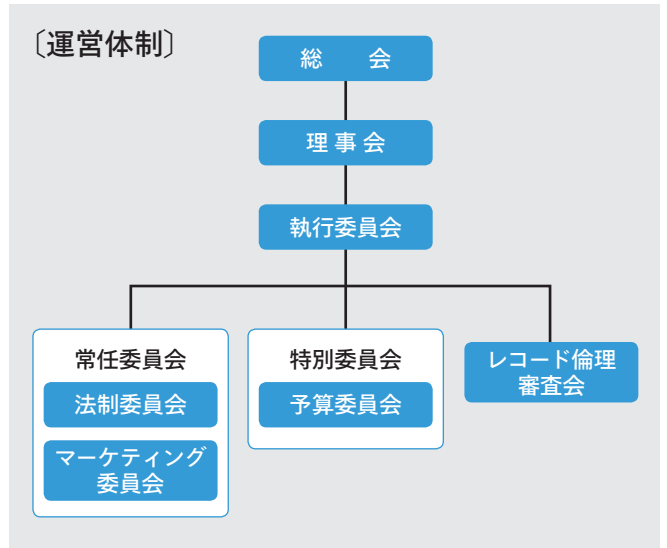 〔運営体制〕
総　会
理事会
執行委員会
常任委員会
法制委員会
マーケティング
委員会
特別委員会
予算委員会
レコード倫理
審査会